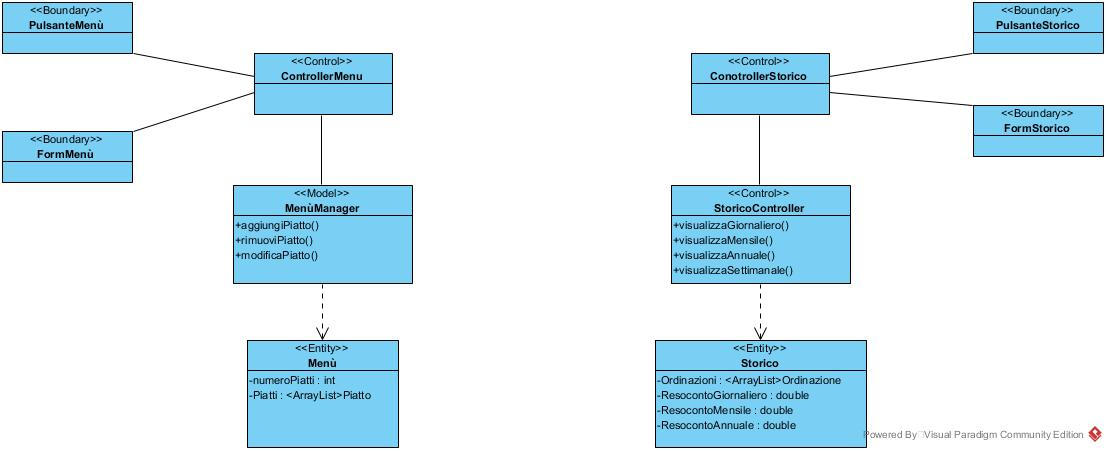 <<Boundary>>
PulsanteMenù
<<Boundary>>
FormMenù
<<Control>>
ControllerMenu
<<Model>>
MenùManager
+aggiungiPiatto()
+rimuoviPiatto()
+modificaPiatto()
<<Entity>>
Menù
-numeroPiatti : int
-Piatti : <ArrayList>Piatto
<<Boundary>>
PulsanteStorico
<<Boundary>>
FormStorico
<<Control>>
ConotrollerStorico
<<Control>>
StoricoController
+visualizzaGiornaliero()
+visualizzaMensile()
+visualizzaAnnuale()
+visualizzaSettimanale()
<<Entity>>
Storico
-Ordinazioni : <ArrayList>Ordinazione
-ResocontoGiornaliero : double
-ResocontoMensile : double
-ResocontoAnnuale : double
Powered By Visual Paradigm Community Edition